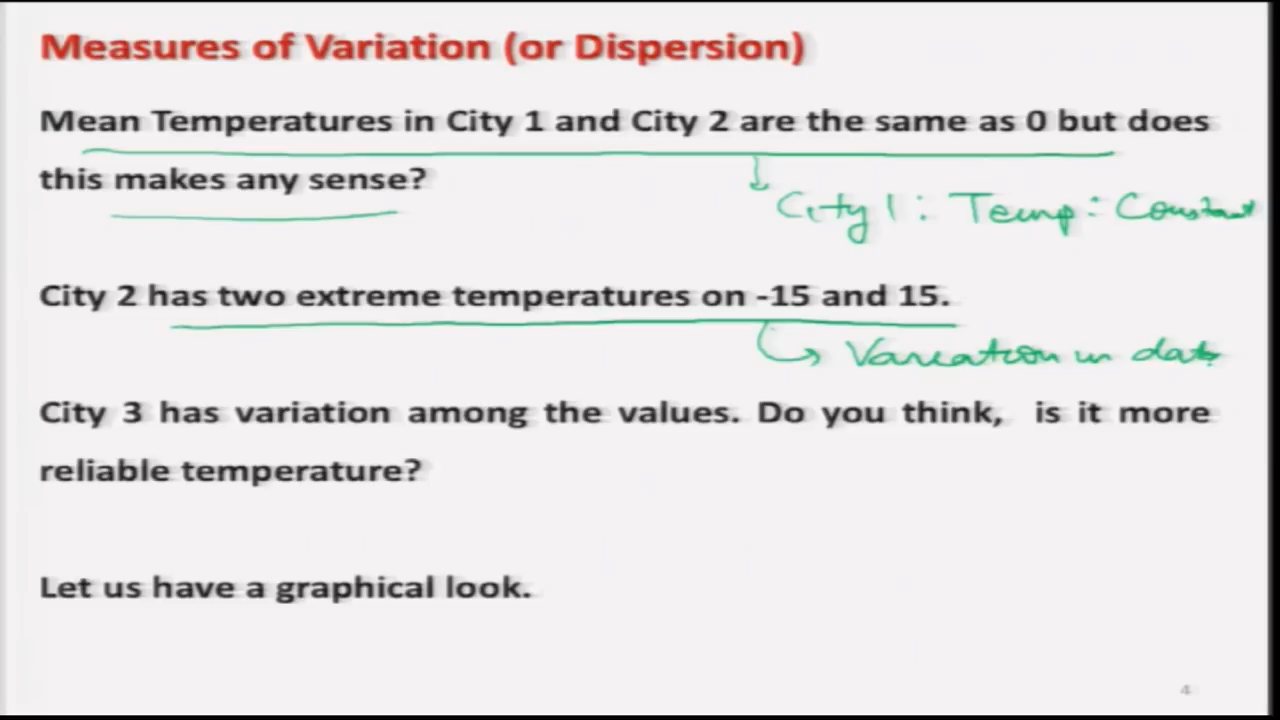 Measures of Variation (or Dispersion)
Mean Temperatures in City 1 and City 2 are the same as 0 but does
this makes any sense?
City 1 : Temp : Constant
City 2 has two extreme temperatures on -15 and 15.
Variation in data
City 3 has variation among the values. Do you think, is it more
reliable temperature?
Let us have a graphical look.
4